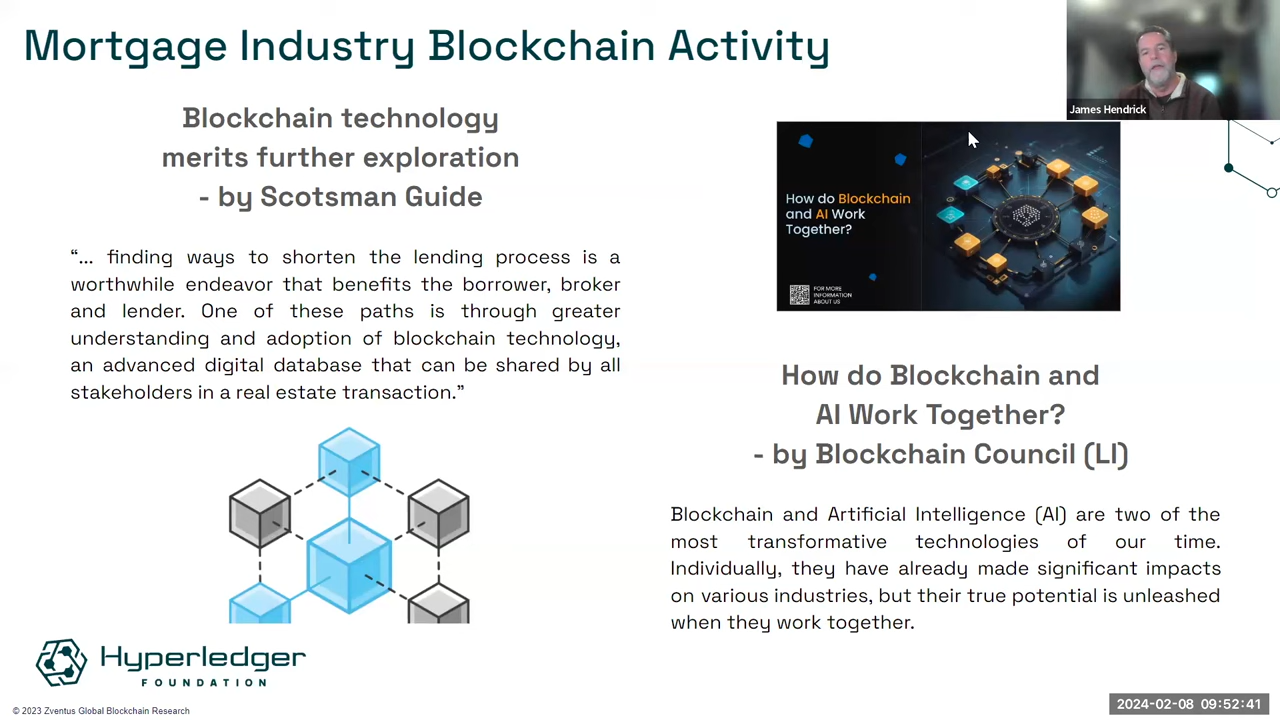 Mortgage Industry Blockchain Activity
James Hendrick
Blockchain technology
merits further exploration
- by Scotsman Guide
“... finding ways to shorten the lending process is a
worthwhile endeavor that benefits the borrower, broker
and lender. One of these paths is through greater
understanding and adoption of blockchain technology,
an advanced digital database that can be shared by all
stakeholders in a real estate transaction.”
How do Blockchain
and AI Work
Together?
FOR MORE
INFORMATION
ABOUT US
How do Blockchain and
AI Work Together?
- by Blockchain Council (LI)
Blockchain and Artificial Intelligence (AI) are two of the
most transformative technologies of our time.
Individually, they have already made significant impacts
on various industries, but their true potential is unleashed
when they work together.
Hyperledger
FOUNDATION
© 2023 Zventus Global Blockchain Research
2024-02-08 09:52:41